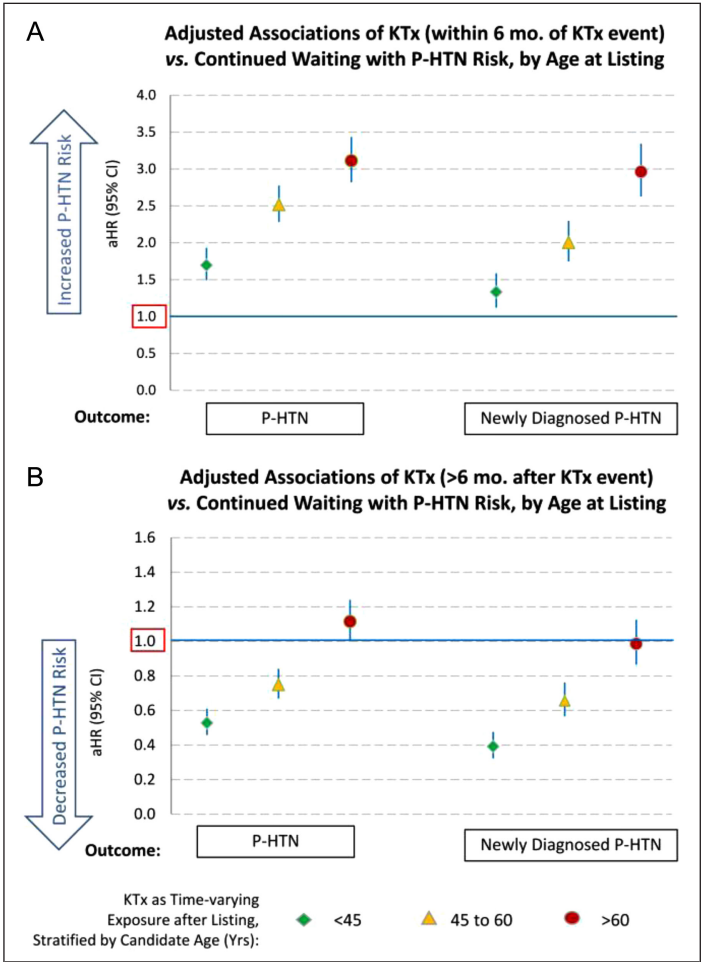 A
Adjusted Associations of KTx (within 6 mo. of KTx event)
vs. Continued Waiting with P-HTN Risk, by Age at Listing
Increased P-HTN Risk
aHR (95% CI)
4.0
3.5
3.0
2.5
2.0
1.5
1.0
0.5
0.0
Outcome:
P-HTN
Newly Diagnosed P-HTN
B
Adjusted Associations of KTx (>6 mo. after KTx event)
vs. Continued Waiting with P-HTN Risk, by Age at Listing
Decreased P-HTN Risk
aHR (95% CI)
1.6
1.4
1.2
1.0
0.8
0.6
0.4
0.2
0.0
Outcome:
P-HTN
Newly Diagnosed P-HTN
KTx as Time-varying
Exposure after Listing,
Stratified by Candidate Age (Yrs):
<45
45 to 60
>60